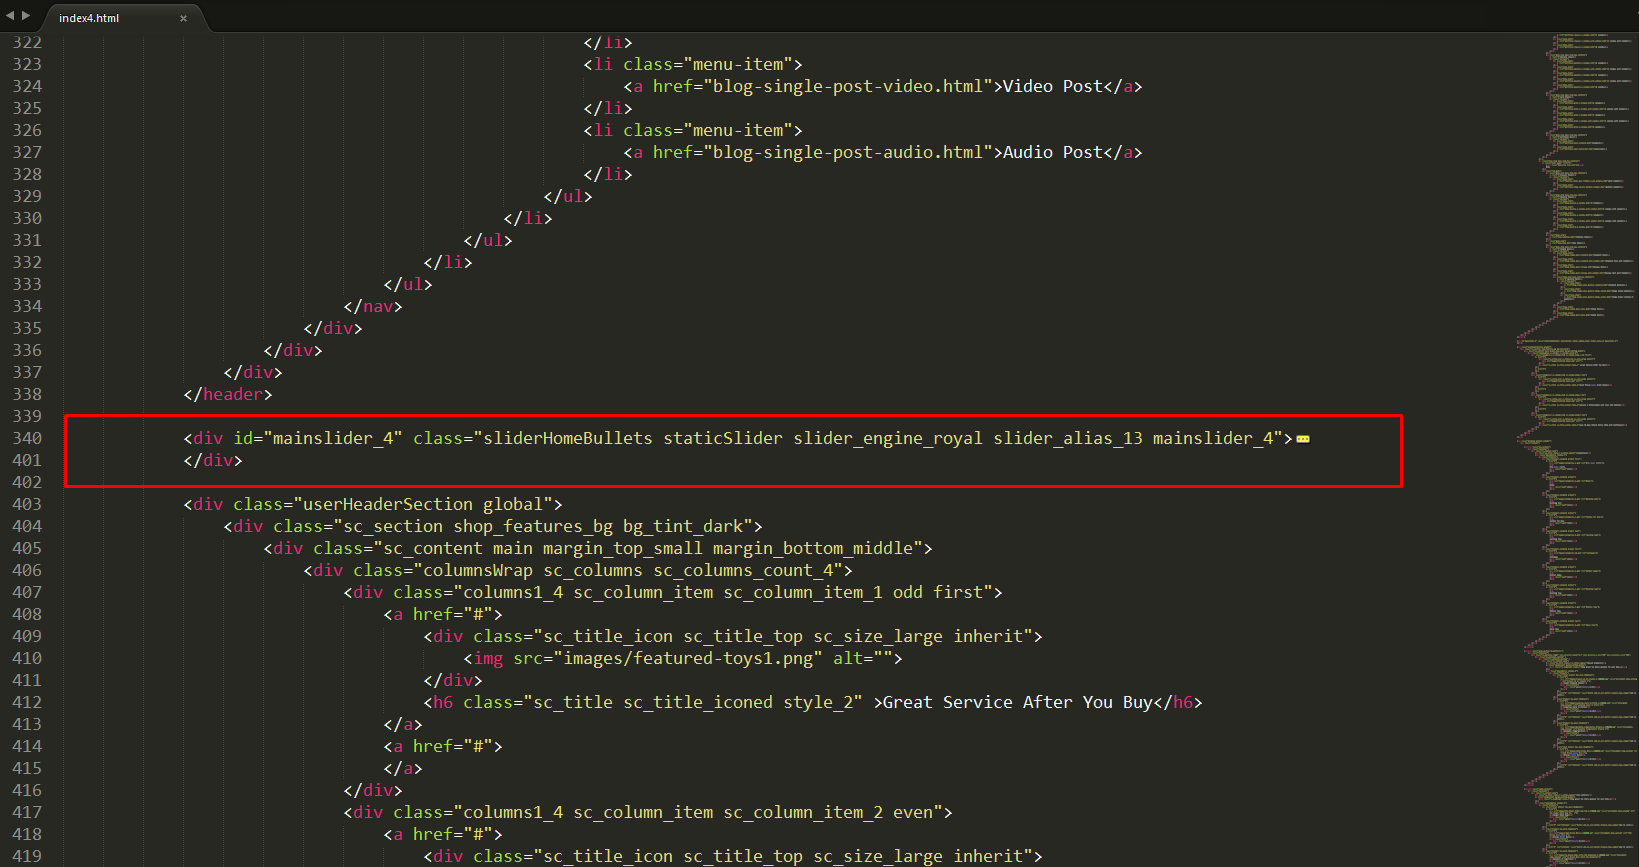 index4.html ×
322 </li>
323 <li class="menu-item">
324 <a href="blog-single-post-video.html">Video Post</a>
325 </li>
326 <li class="menu-item">
327 <a href="blog-single-post-audio.html">Audio Post</a>
328 </li>
329 </ul>
330 </li>
331 </ul>
332 </li>
333 </ul>
334 </nav>
335 </div>
336 </div>
337 </div>
338 </header>
339
340 <div id="mainslider_4" class="sliderHomeBullets staticSlider slider_engine_royal slider_alias_13 mainslider_4">
401 </div>
402
403 <div class="userHeaderSection global">
404 <div class="sc_section shop_features_bg bg_tint_dark">
405 <div class="sc_content main margin_top_small margin_bottom_middle">
406 <div class="columnsWrap sc_columns sc_columns_count_4">
407 <div class="columns1_4 sc_column_item sc_column_item_1 odd first">
408 <a href="#">
409 <div class="sc_title_icon sc_title_top sc_size_large inherit">
410 <img src="images/featured-toys1.png" alt="">
411 </div>
412 <h6 class="sc_title sc_title_iconed style_2" >Great Service After You Buy</h6>
413 </a>
414 <a href="#">
415 </a>
416 </div>
417 <div class="columns1_4 sc_column_item sc_column_item_2 even">
418 <a href="#">
419 <div class="sc_title_icon sc_title_top sc_size_large inherit">